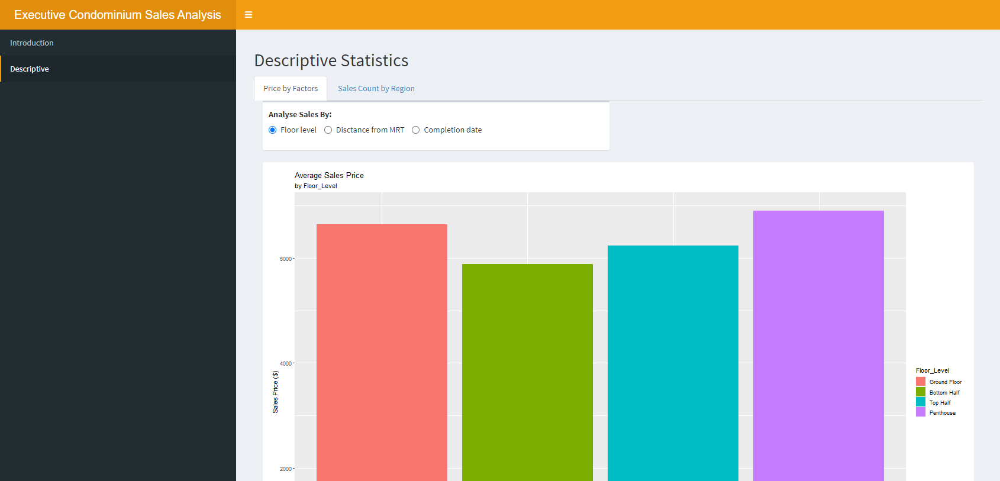 Executive Condominium Sales Analysis
Introduction
Descriptive
Descriptive Statistics
Price by Factors
Sales Count by Region
Analyse Sales By:
Floor level
Disctance from MRT
Completion date
Average Sales Price
by Floor_Level
6000
4000
2000
Sales Price ($)
Floor_Level
Ground Floor
Bottom Half
Top Half
Penthouse